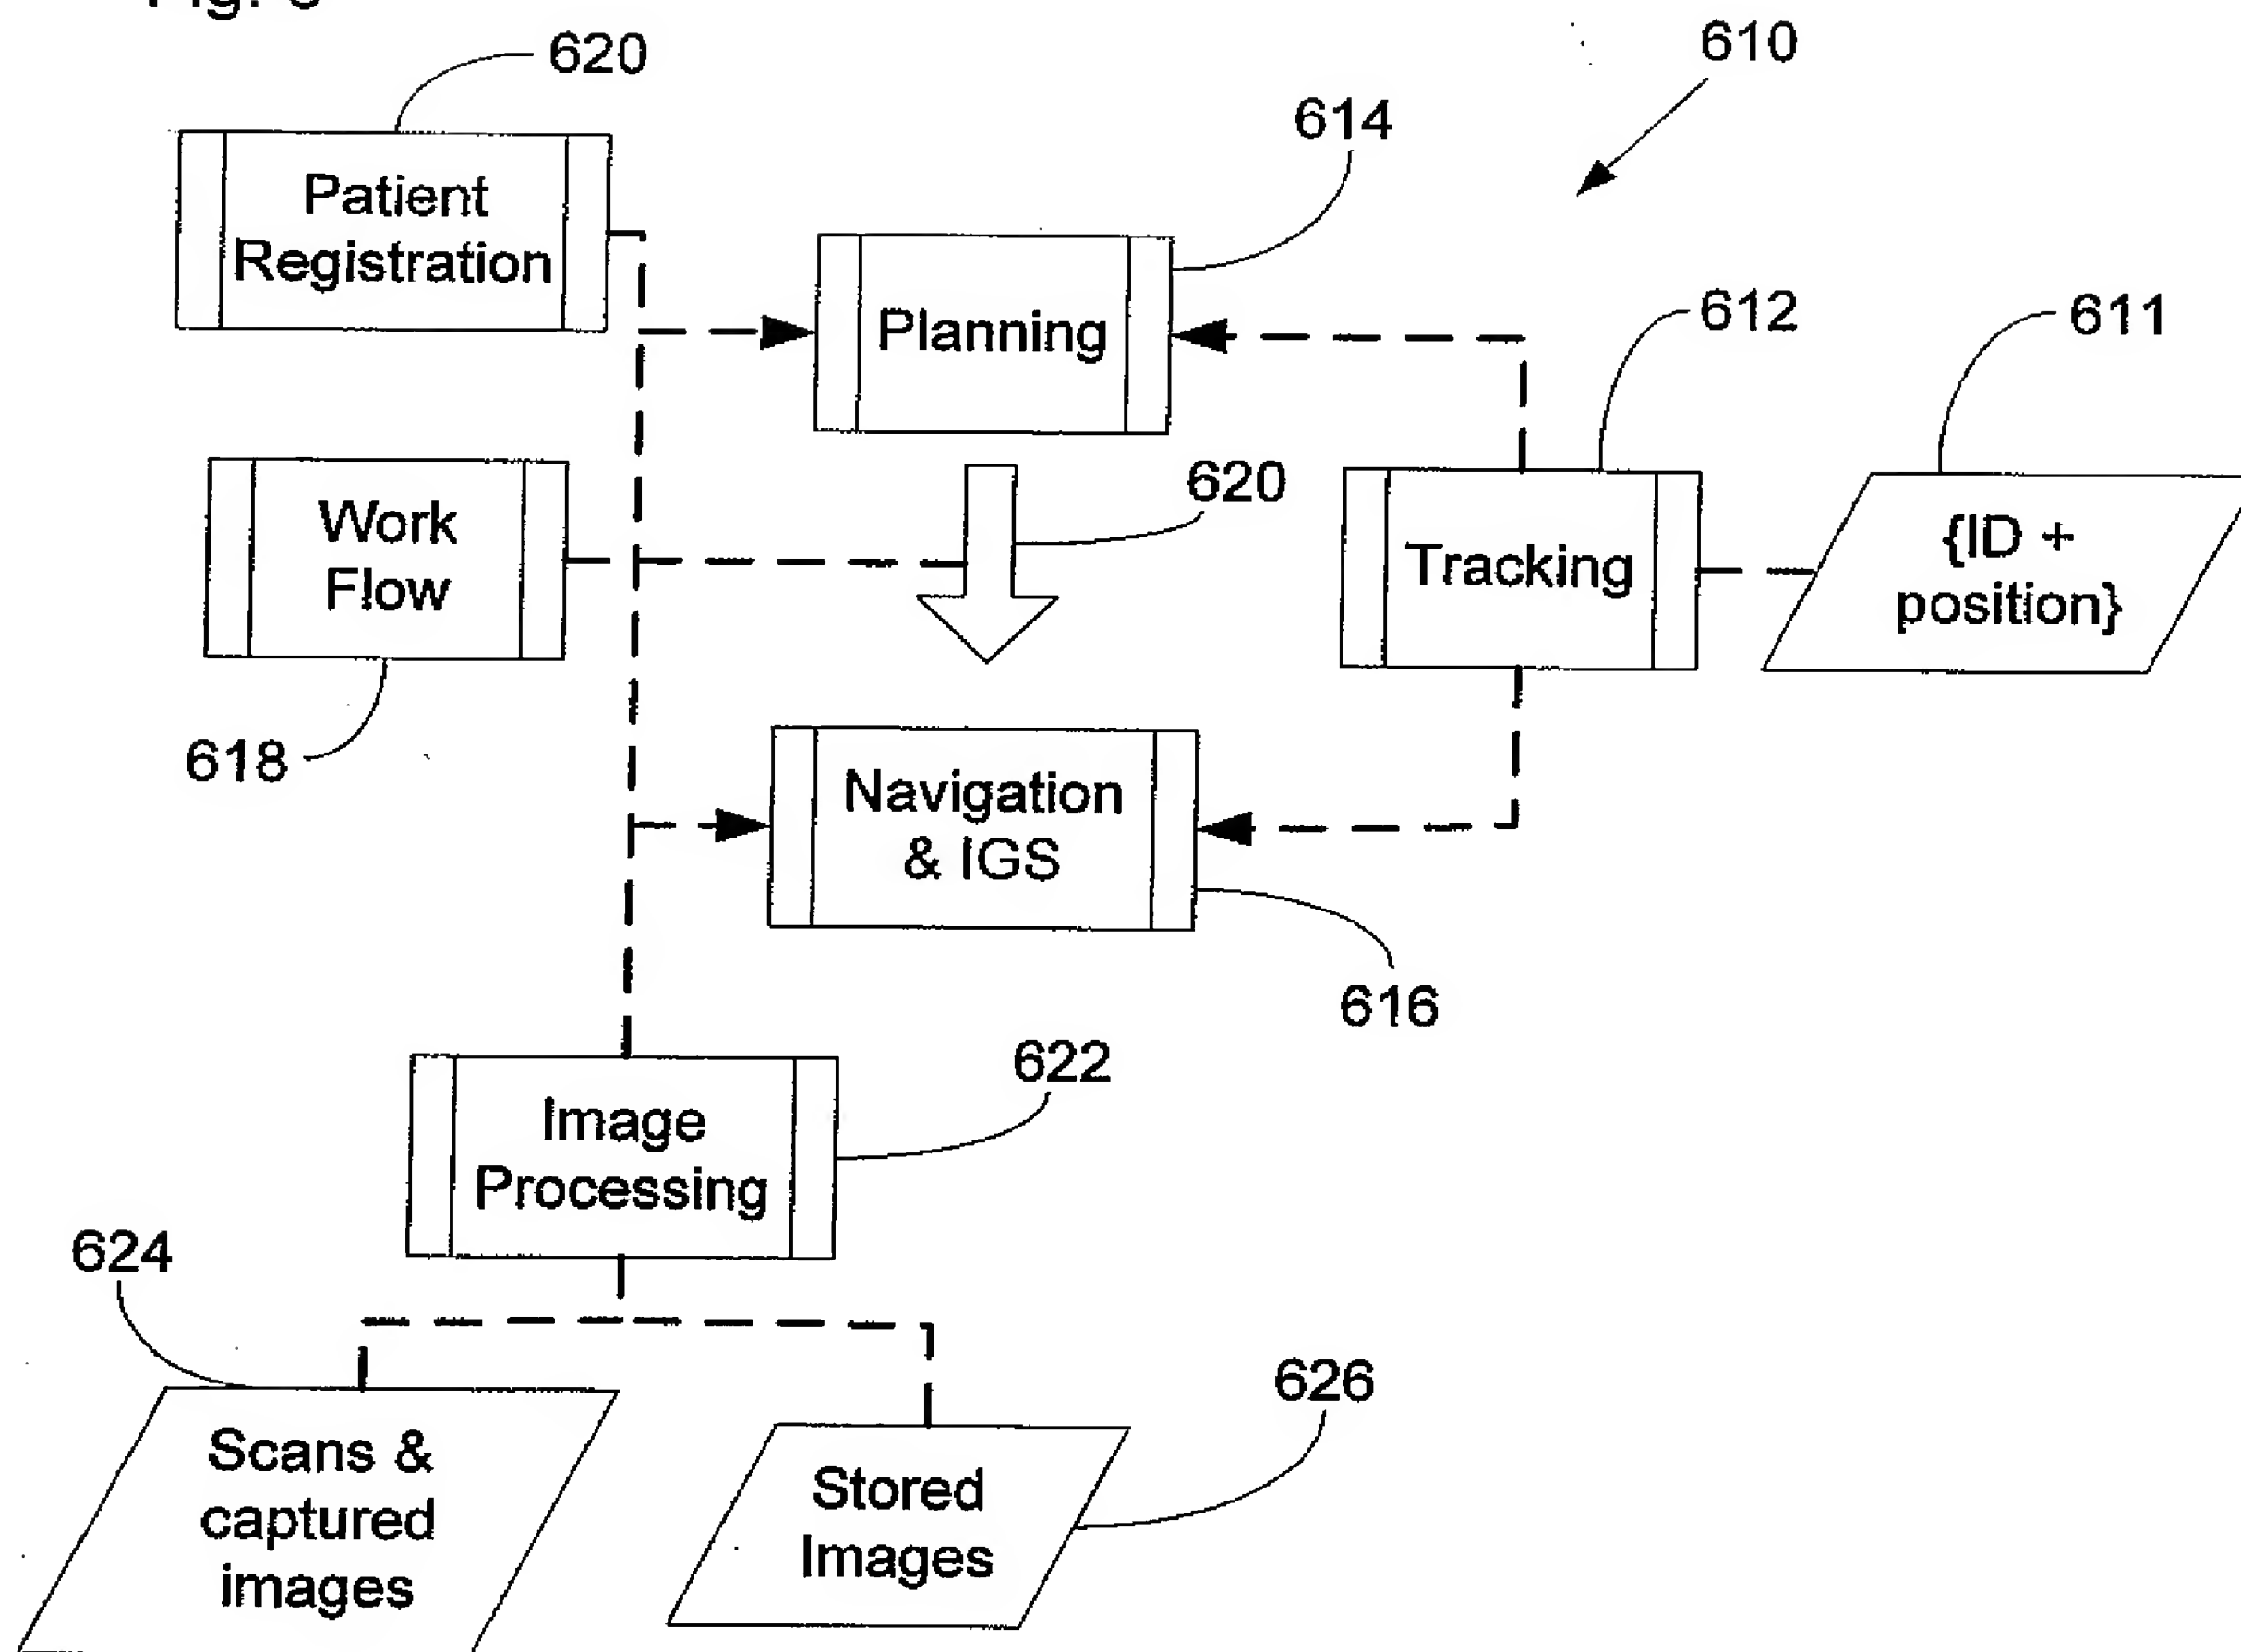 620
610
614
Patient
Registration
Planning
612
611
Work
Flow
620
Tracking
{ID +
position}
618
Navigation
& IGS
616
622
Image
Processing
624
626
Scans &
captured
images
Stored
Images